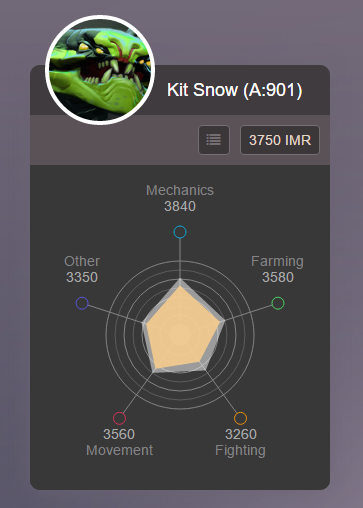 Kit Snow (A:901)
3750 IMR
Mechanics
3840
Other
3350
Farming
3580
3560
Movement
3260
Fighting